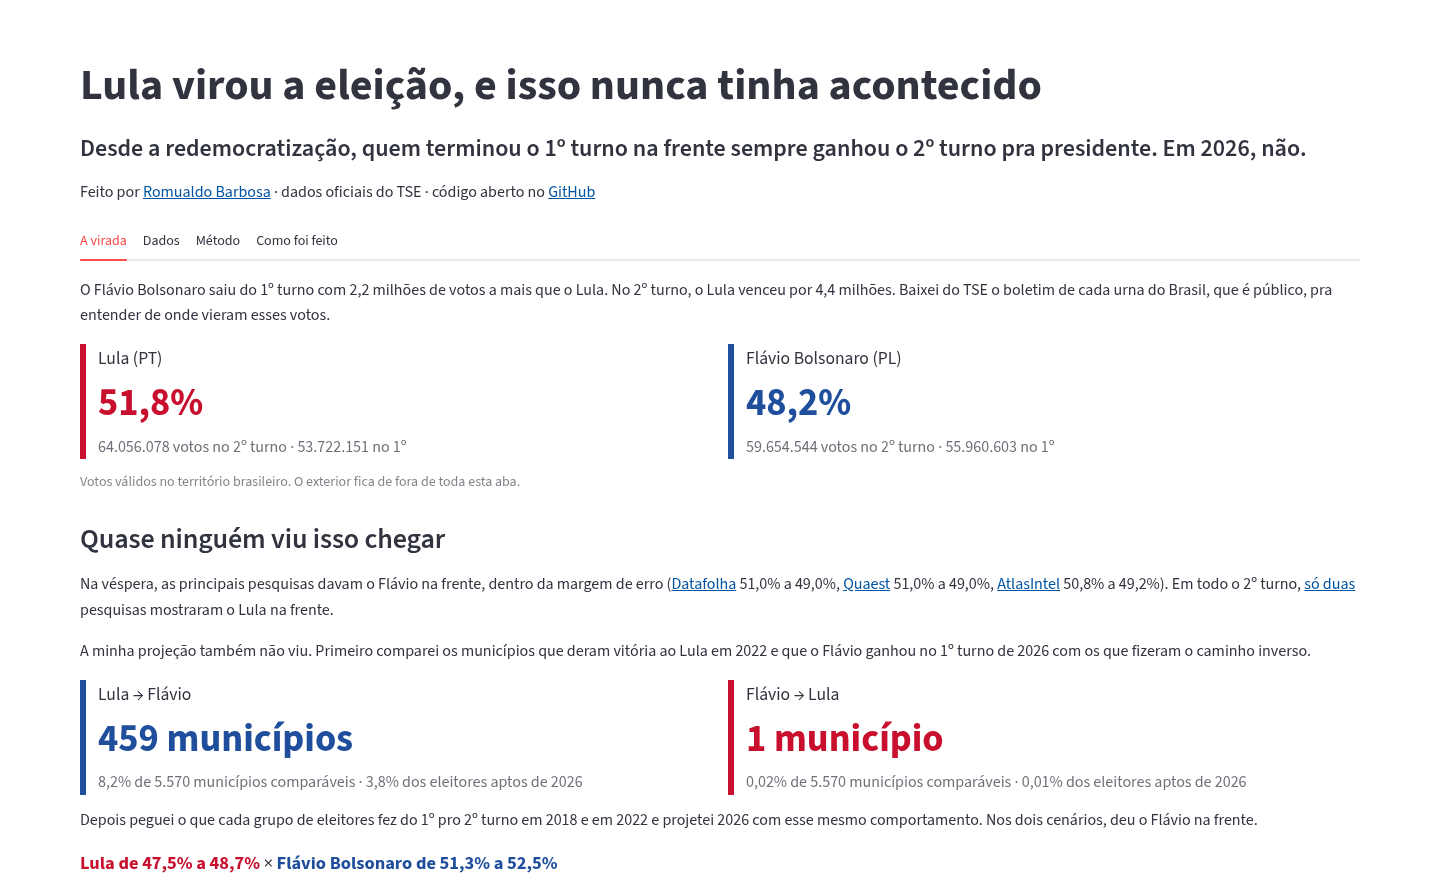 Lula virou a eleição, e isso nunca tinha acontecido
Desde a redemocratização, quem terminou o 1º turno na frente sempre ganhou o 2º turno pra presidente. Em 2026, não.
Feito por Romualdo Barbosa · dados oficiais do TSE · código aberto no GitHub
A virada Dados Método Como foi feito
O Flávio Bolsonaro saiu do 1º turno com 2,2 milhões de votos a mais que o Lula. No 2º turno, o Lula venceu por 4,4 milhões. Baixei do TSE o boletim de cada urna do Brasil, que é público, pra
entender de onde vieram esses votos.
Lula (PT)
51,8%
64.056.078 votos no 2º turno · 53.722.151 no 1º
Flávio Bolsonaro (PL)
48,2%
59.654.544 votos no 2º turno · 55.960.603 no 1º
Votos válidos no território brasileiro. O exterior fica de fora de toda esta aba.
Quase ninguém viu isso chegar
Na véspera, as principais pesquisas davam o Flávio na frente, dentro da margem de erro (Datafolha 51,0% a 49,0%, Quaest 51,0% a 49,0%, AtlasIntel 50,8% a 49,2%). Em todo o 2º turno, só duas
pesquisas mostraram o Lula na frente.
A minha projeção também não viu. Primeiro comparei os municípios que deram vitória ao Lula em 2022 e que o Flávio ganhou no 1º turno de 2026 com os que fizeram o caminho inverso.
Lula → Flávio
459 municípios
8,2% de 5.570 municípios comparáveis · 3,8% dos eleitores aptos de 2026
Flávio → Lula
1 município
0,02% de 5.570 municípios comparáveis · 0,01% dos eleitores aptos de 2026
Depois peguei o que cada grupo de eleitores fez do 1º pro 2º turno em 2018 e em 2022 e projetei 2026 com esse mesmo comportamento. Nos dois cenários, deu o Flávio na frente.
Lula de 47,5% a 48,7% × Flávio Bolsonaro de 51,3% a 52,5%